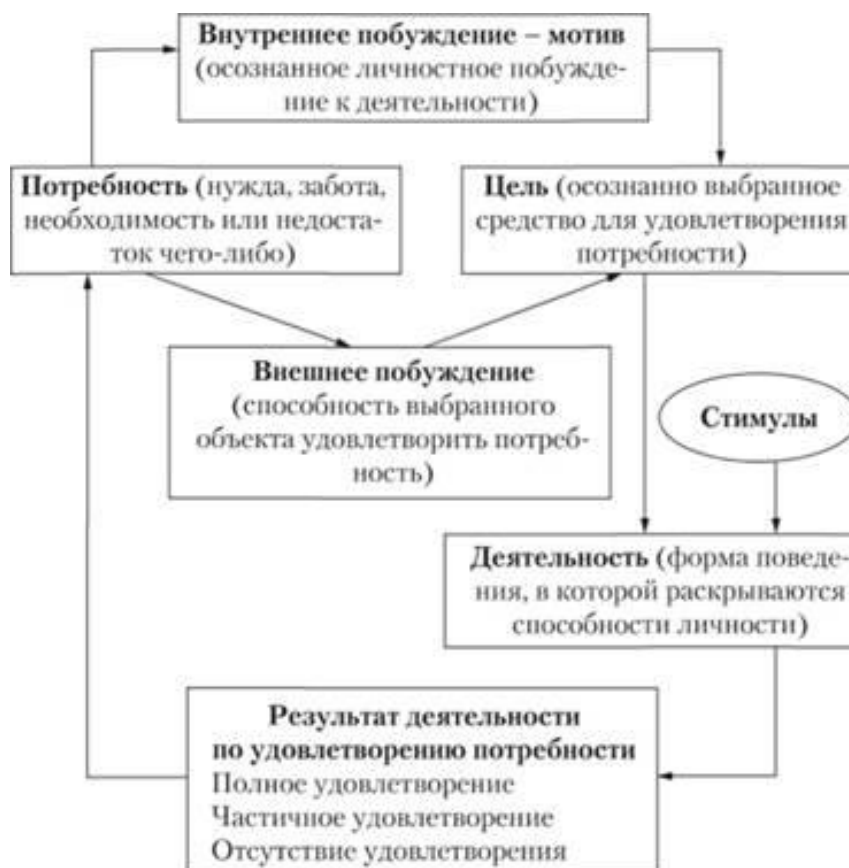 Внутреннее побуждение – мотив
(осознанное личностное побужде-
ние к деятельности)
Потребность (нужда, забота,
необходимость или недоста-
ток чего-либо)
Цель (осознанно выбранное
средство для удовлетворения
потребности)
Внешнее побуждение
(способность выбранного
объекта удовлетворить потреб-
ность)
Стимулы
Деятельность (форма поведе-
ния, в которой раскрываются
способности личности)
Результат деятельности
по удовлетворению потребности
Полное удовлетворение
Частичное удовлетворение
Отсутствие удовлетворения